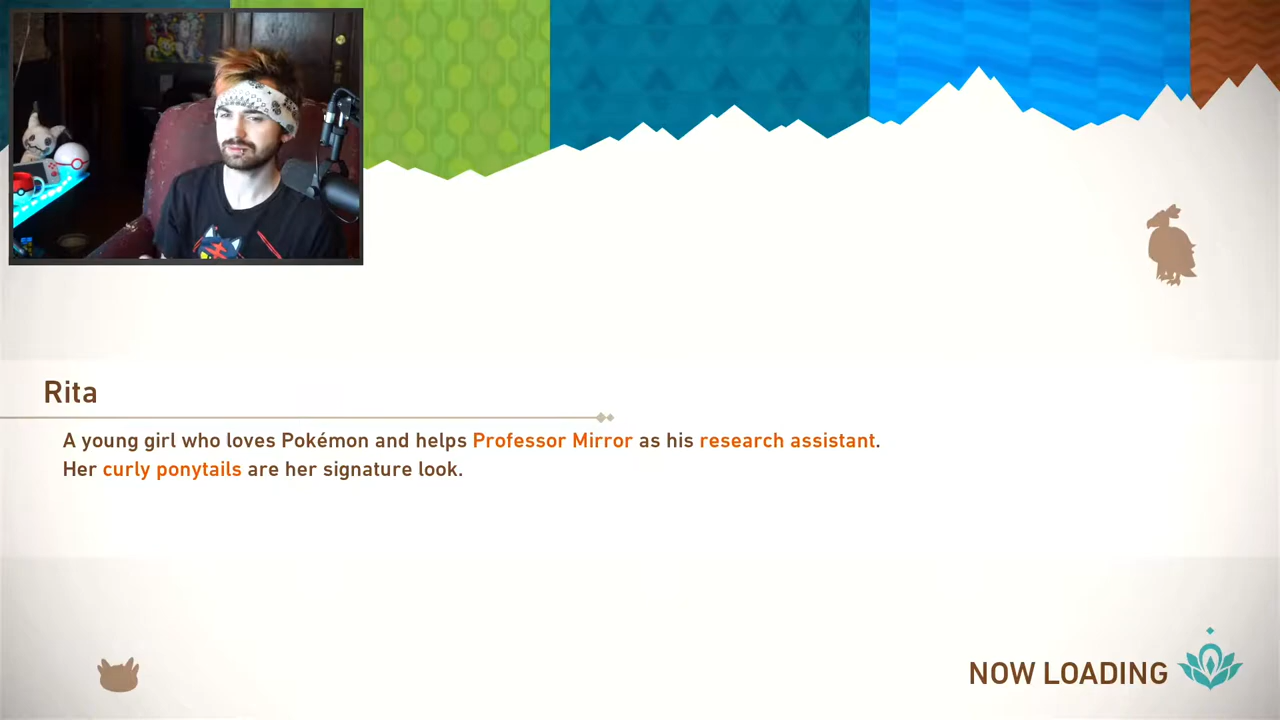 Rita
A young girl who loves Pokémon and helps Professor Mirror as his research assistant.
Her curly ponytails are her signature look.
NOW LOADING